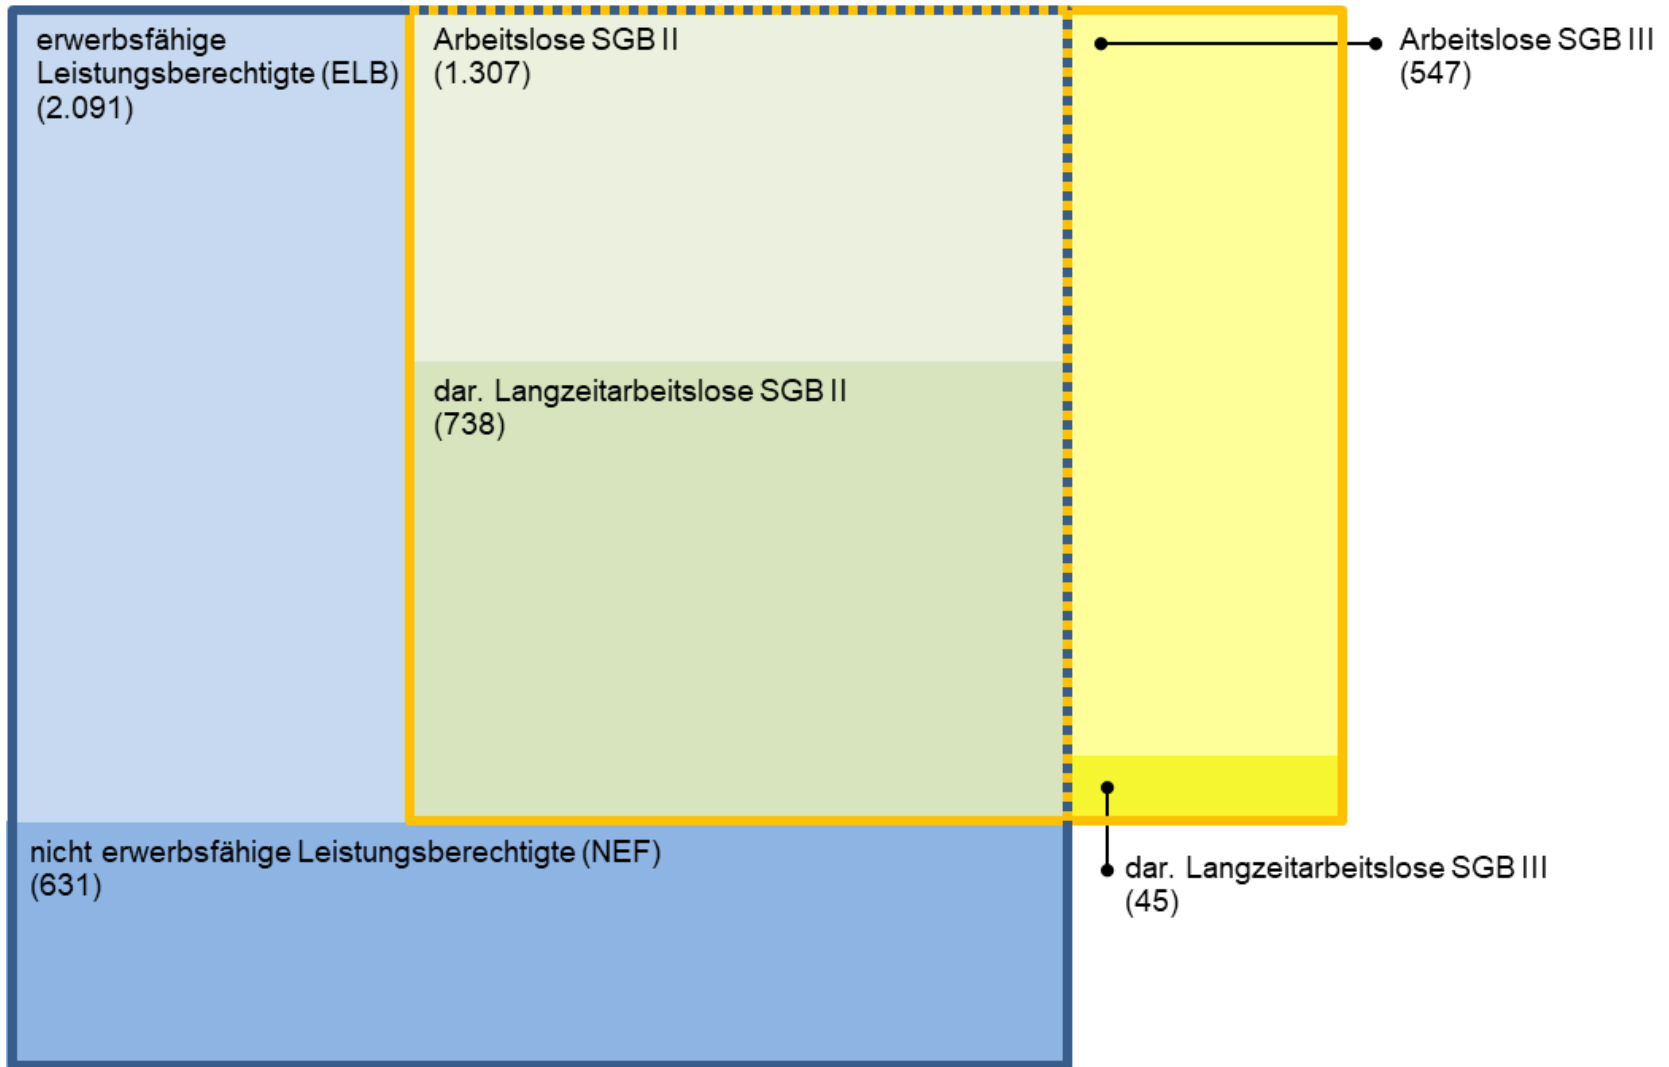 erwerbsfähige
Leistungsberechtigte (ELB)
(2.091)
Arbeitslose SGB II
(1.307)
Arbeitslose SGB III
(547)
dar. Langzeitarbeitslose SGB II
(738)
nicht erwerbsfähige Leistungsberechtigte (NEF)
(631)
dar. Langzeitarbeitslose SGB III
(45)